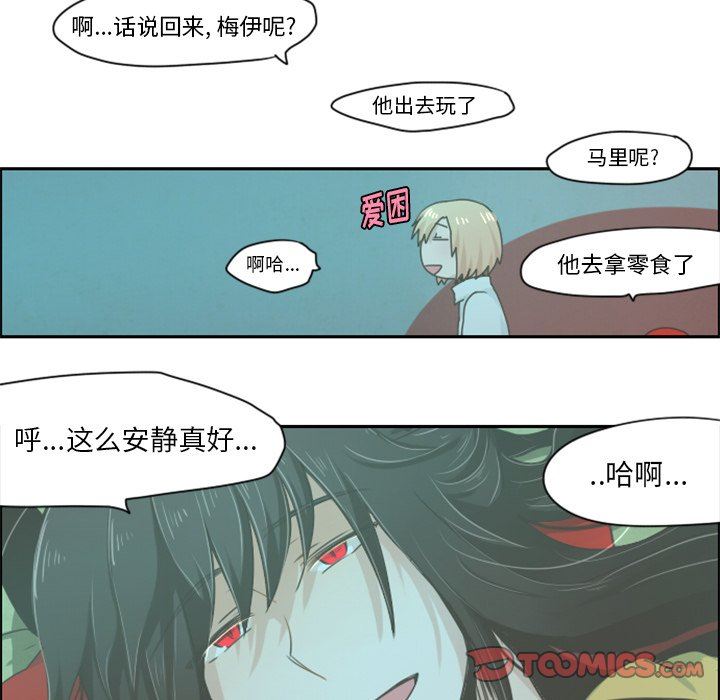 啊...话说回来, 梅伊呢?
他出去玩了
马里呢?
爱困
啊哈...
他去拿零食了
呼...这么安静真好...
..哈啊...
TOOMICS.COM